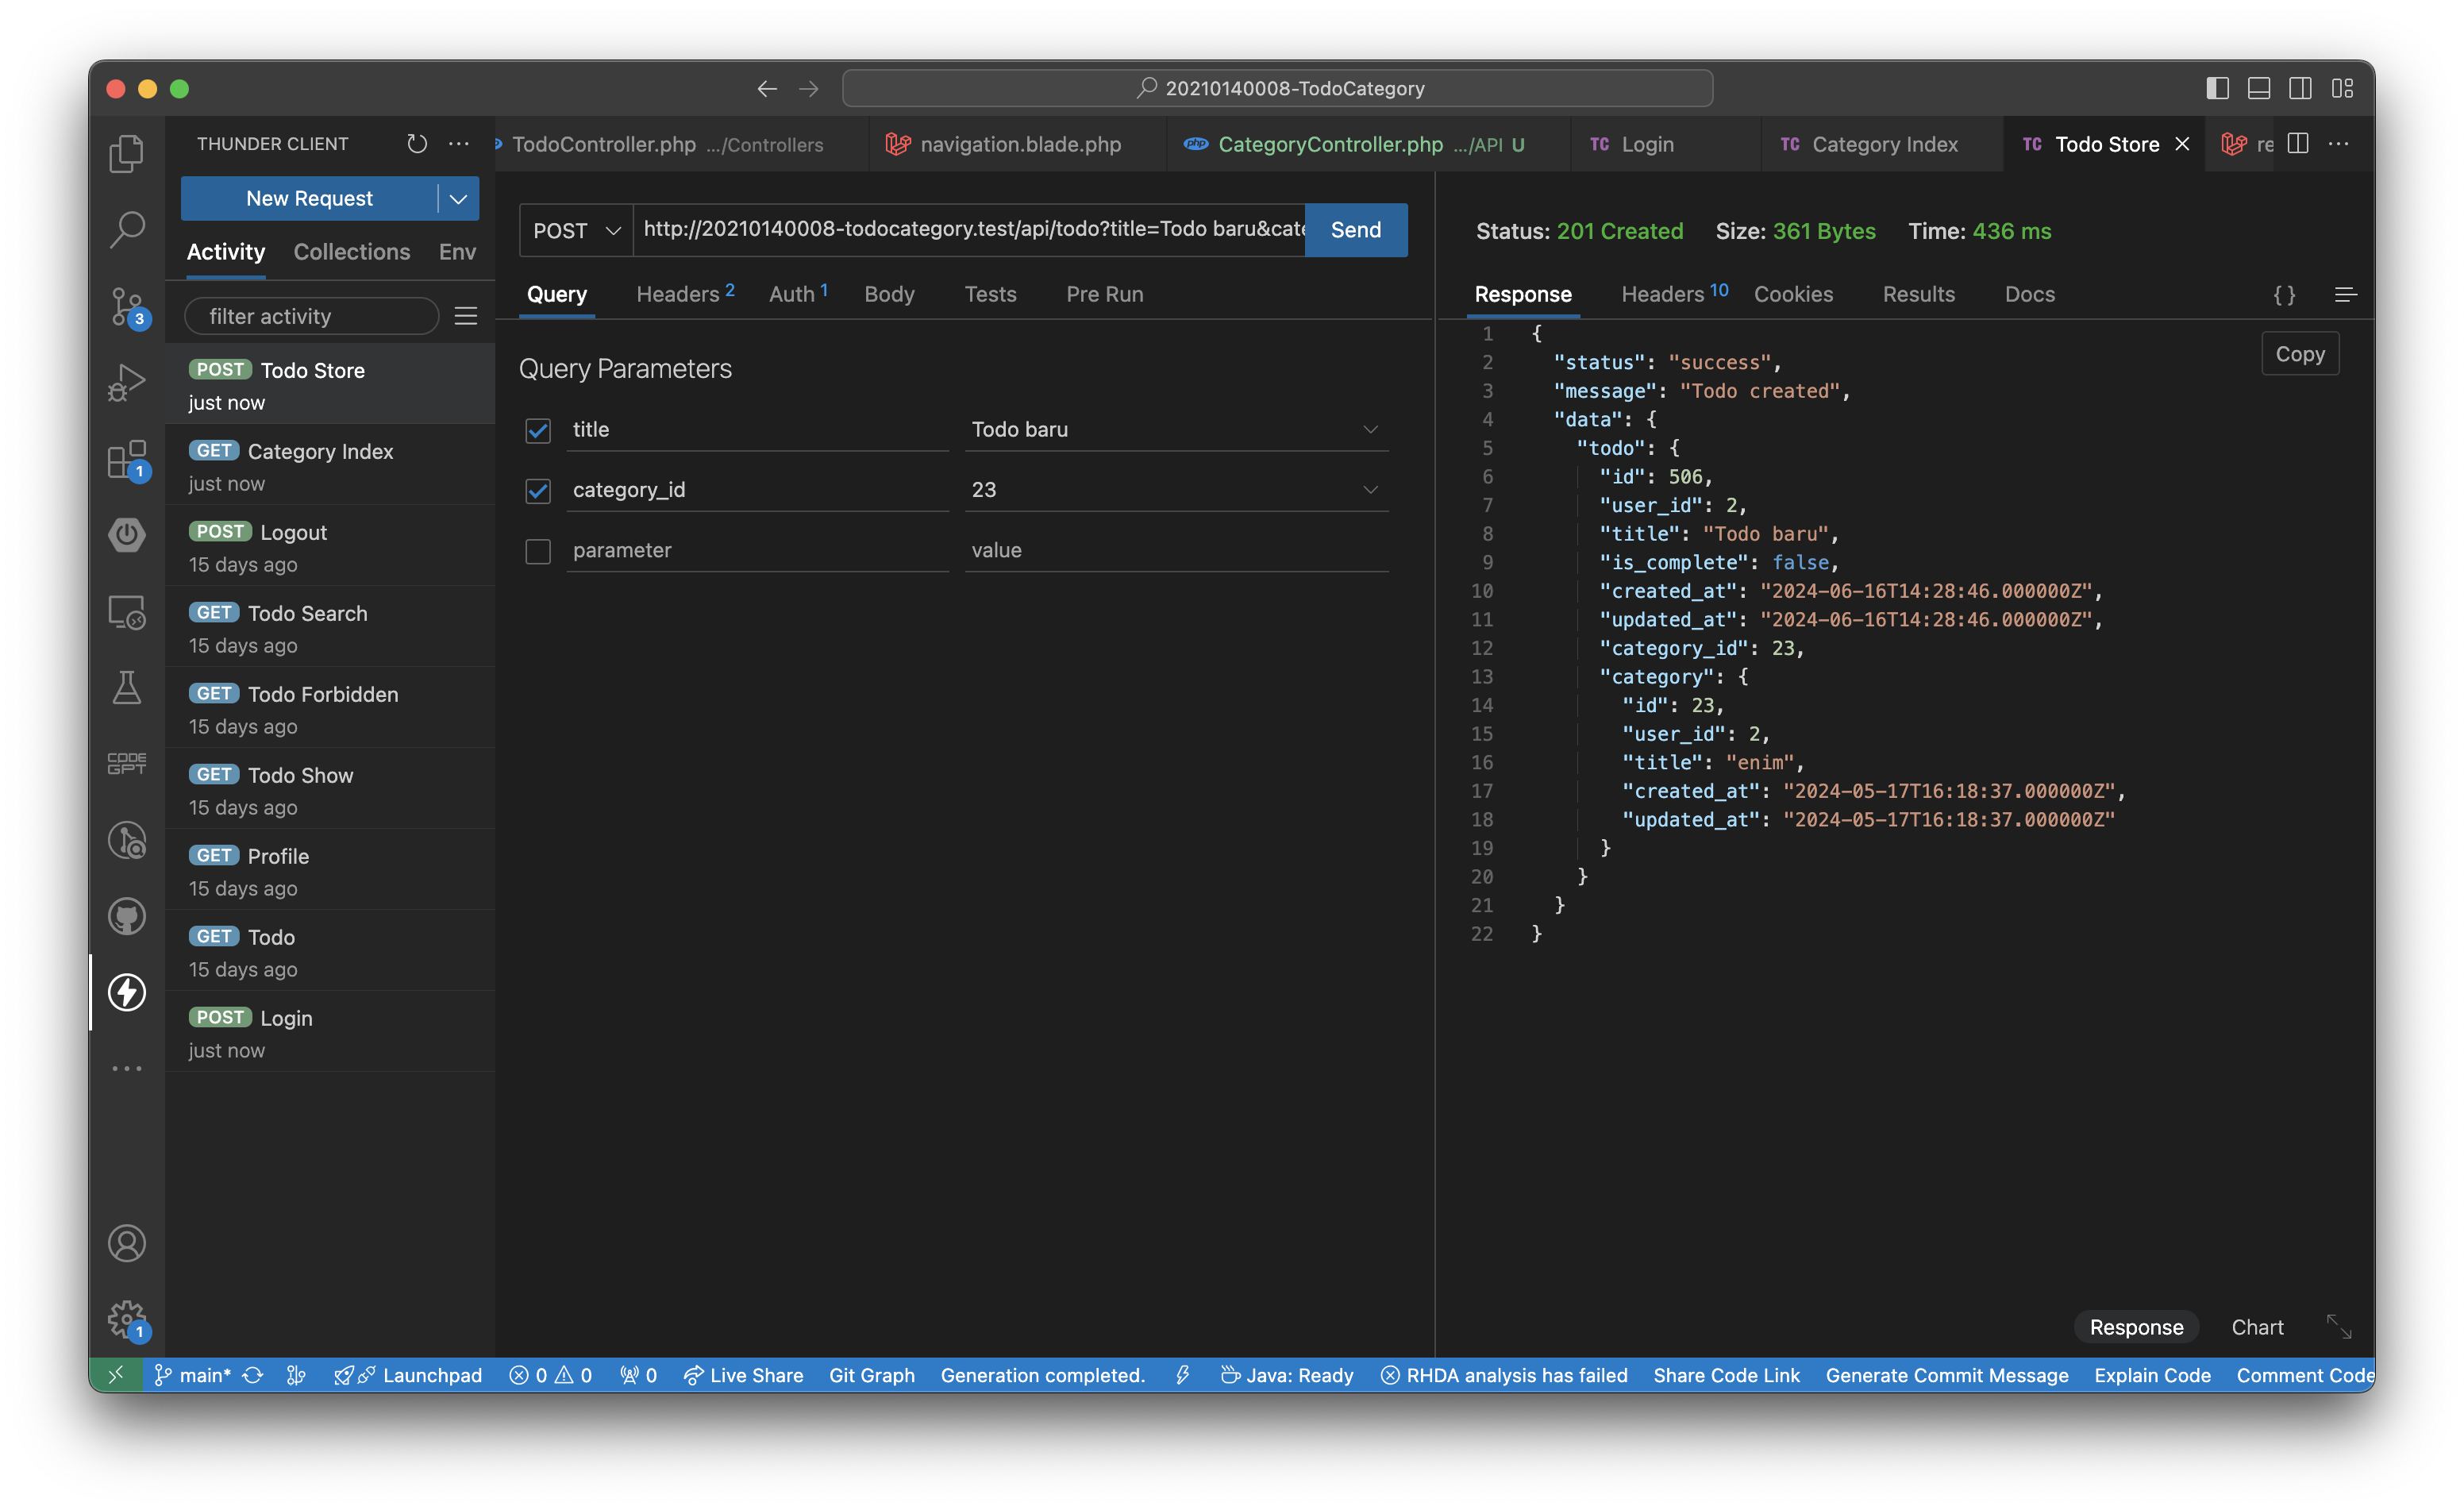 20210140008-TodoCategory
THUNDER CLIENT
TodoController.php .../Controllers
navigation.blade.php
php CategoryController.php .../API U
TC Login
TC Category Index
TC Todo Store
re
New Request
Activity Collections Env
filter activity
POST Todo Store
just now
GET Category Index
just now
POST Logout
15 days ago
GET Todo Search
15 days ago
GET Todo Forbidden
15 days ago
GET Todo Show
15 days ago
GET Profile
15 days ago
GET Todo
15 days ago
POST Login
just now
3
1
CODE
GPT
1
POST http://20210140008-todocategory.test/api/todo?title=Todo baru&cate Send
Query Headers 2 Auth 1 Body Tests Pre Run
Query Parameters
title Todo baru
category_id 23
parameter value
Status: 201 Created Size: 361 Bytes Time: 436 ms
Response Headers 10 Cookies Results Docs { }
Copy
1 {
2 "status": "success",
3 "message": "Todo created",
4 "data": {
5 "todo": {
6 "id": 506,
7 "user_id": 2,
8 "title": "Todo baru",
9 "is_complete": false,
10 "created_at": "2024-06-16T14:28:46.000000Z",
11 "updated_at": "2024-06-16T14:28:46.000000Z",
12 "category_id": 23,
13 "category": {
14 "id": 23,
15 "user_id": 2,
16 "title": "enim",
17 "created_at": "2024-05-17T16:18:37.000000Z",
18 "updated_at": "2024-05-17T16:18:37.000000Z"
19 }
20 }
21 }
22 }
Response Chart
main* Launchpad 0 0 0 Live Share Git Graph Generation completed. Java: Ready RHDA analysis has failed Share Code Link Generate Commit Message Explain Code Comment Code